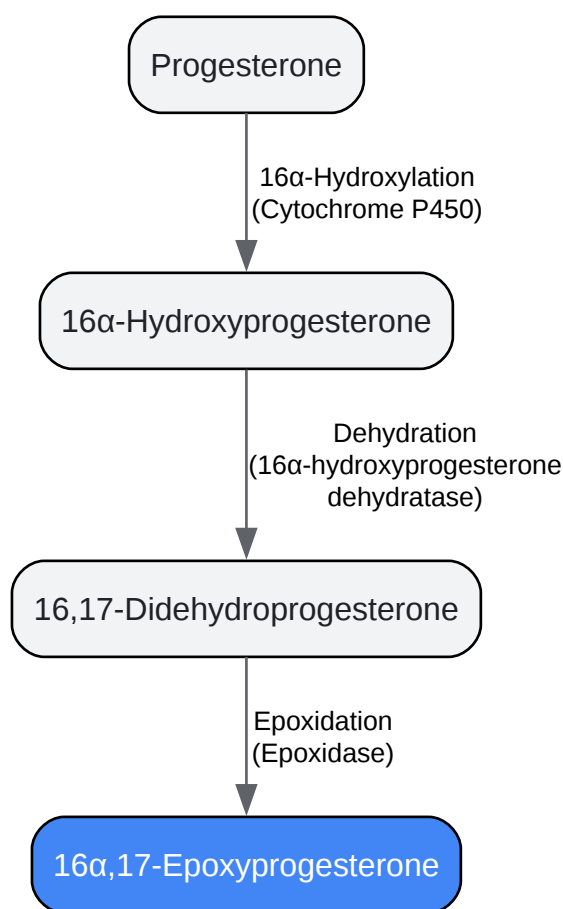 Progesterone
16α-Hydroxylation
(Cytochrome P450)
16α-Hydroxyprogesterone
Dehydration
(16α-hydroxyprogesterone
dehydratase)
16,17-Didehydroprogesterone
Epoxidation
(Epoxidase)
16α,17-Epoxyprogesterone